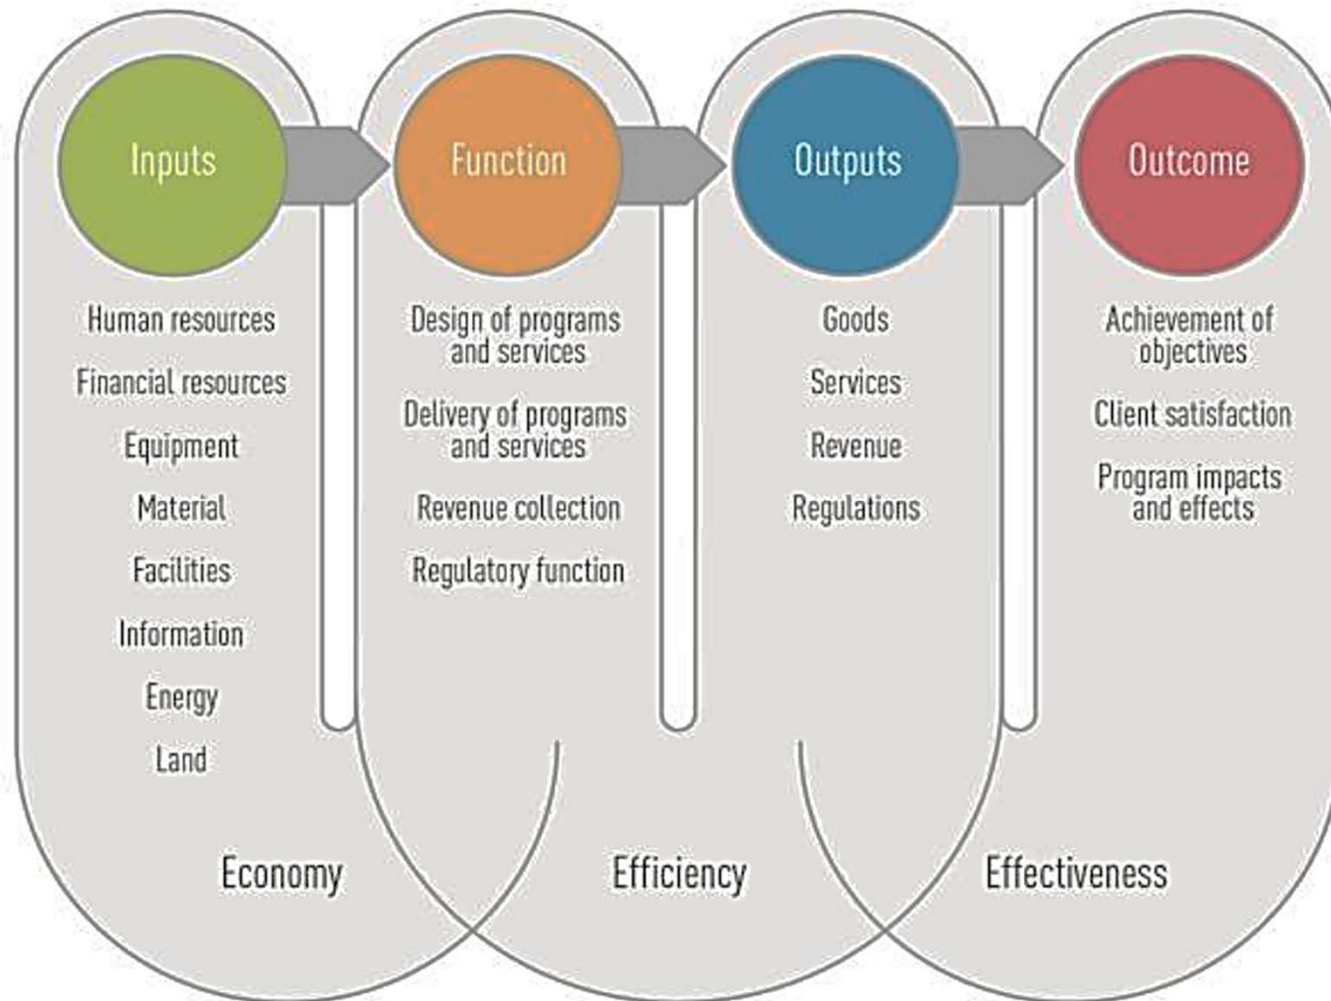 Inputs
Human resources
Financial resources
Equipment
Material
Facilities
Information
Energy
Land
Function
Design of programs
and services
Delivery of programs
and services
Revenue collection
Regulatory function
Outputs
Goods
Services
Revenue
Regulations
Outcome
Achievement of
objectives
Client satisfaction
Program impacts
and effects
Economy
Efficiency
Effectiveness